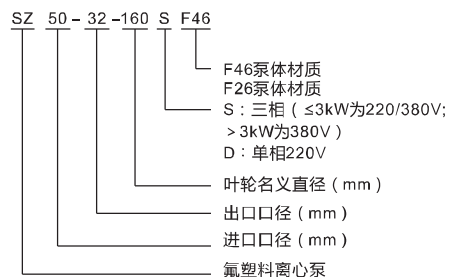 SZ 50-32-160 S F46
F46泵体材质
F26泵体材质
S：三相（≤3kW为220/380V;
＞3kW为380V）
D：单相220V
叶轮名义直径（mm）
出口口径（mm）
进口口径（mm）
氟塑料离心泵